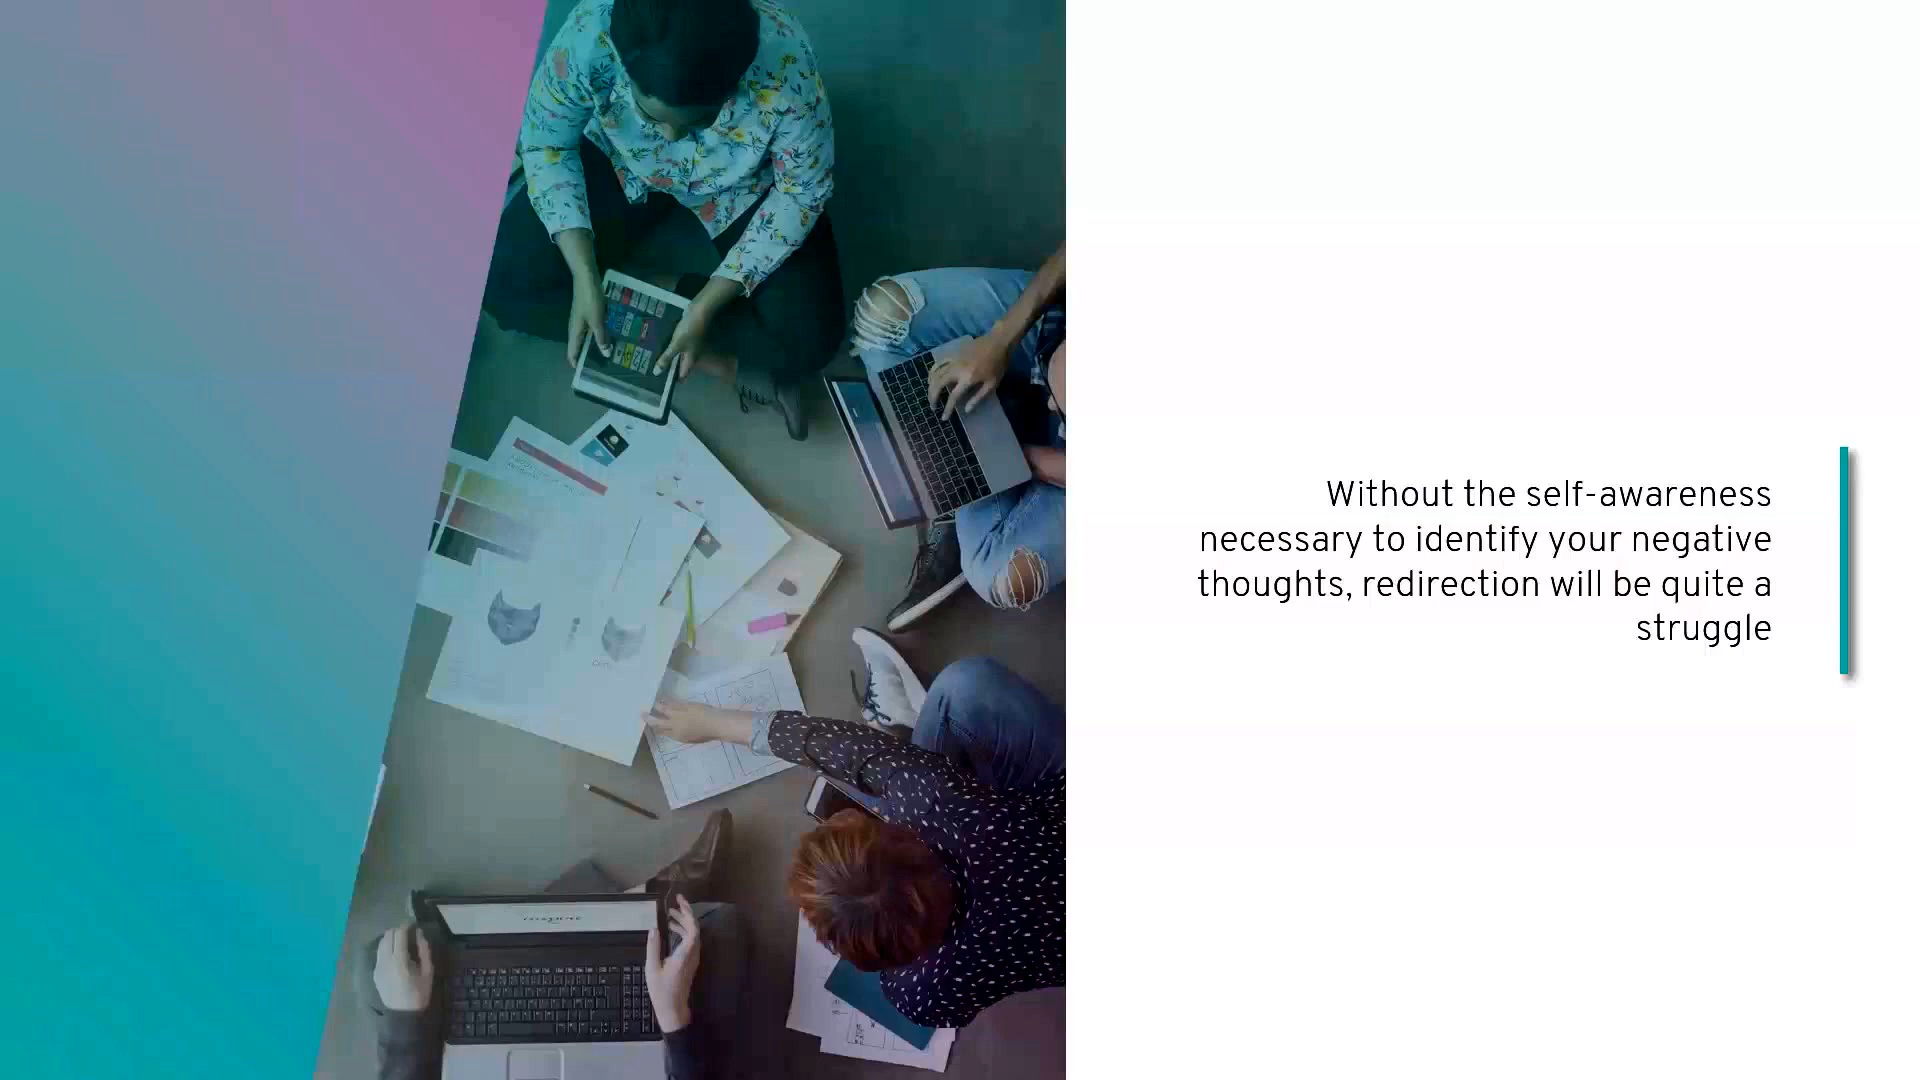 Without the self-awareness
necessary to identify your negative
thoughts, redirection will be quite a
struggle